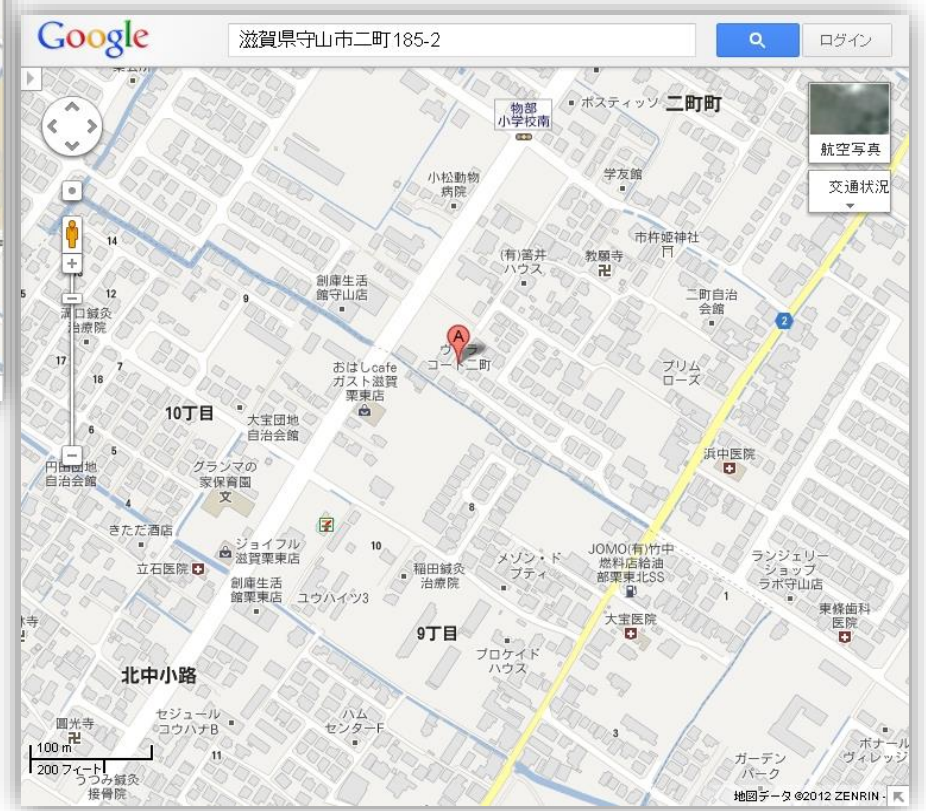 Google
滋賀県守山市二町185-2
ログイン
物部
小学校南
ポスティッソ
二町町
航空写真
交通状況
小松動物
病院
学友館
市杵姫神社
(有)筈井
ハウス
教願寺
14
12
9
創庫生活
館守山店
二町自治
会館
2
溝口鍼灸
治療院
A
コート二町
おはしcafe
ガスト滋賀
栗東店
プリム
ローズ
17
18
7
10丁目
大宝団地
自治会館
6
5
円田団地
自治会館
グランマの
家保育園
浜中医院
4
8
きただ酒店
ジョイフル
滋賀栗東店
10
立石医院
創庫生活
館栗東店
ユウハイツ3
稲田鍼灸
治療院
メゾン・ド
プティ
JOMO(有)竹中
燃料店給油
部栗東北SS
ランジェリー
ショップ
ラポ守山店
1
大宝医院
東條歯科
医院
9丁目
プロケイド
ハウス
北中小路
圓光寺
セジュール
コウハナB
ハム
センターF
11
3
100 m
200 フィート
うつみ鍼灸
接骨院
ガーデン
パーク
ボナール
ヴィレッジ
地図データ ©2012 ZENRIN -